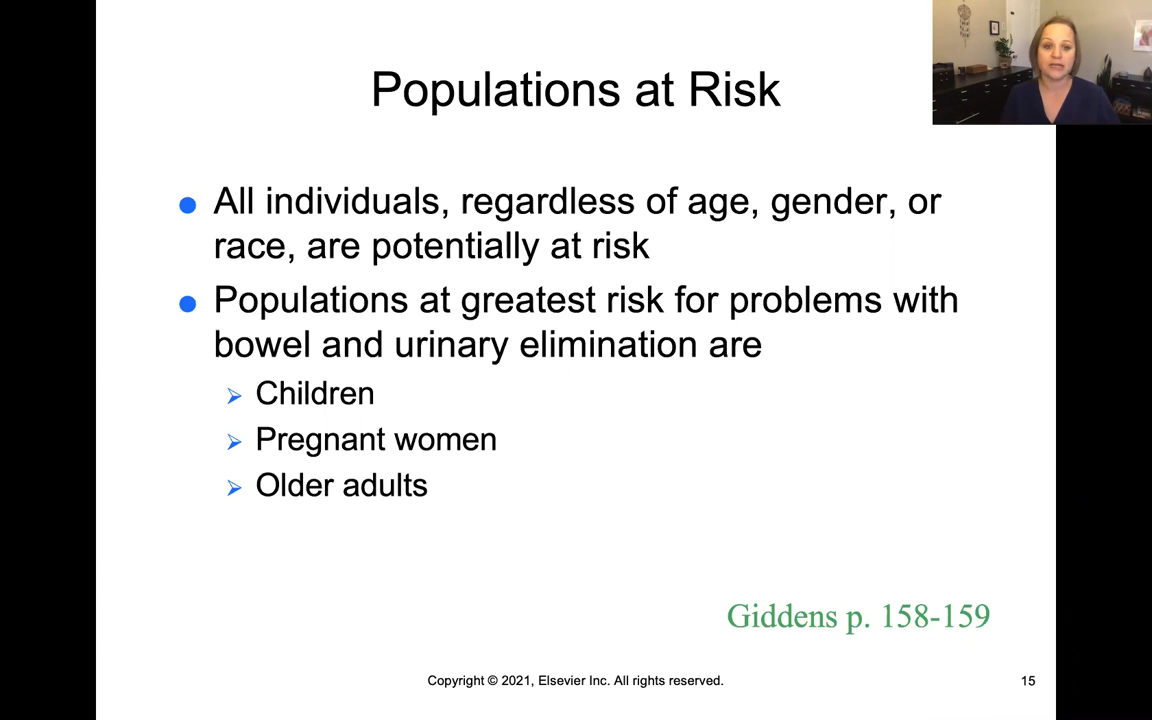 Populations at Risk
All individuals, regardless of age, gender, or
race, are potentially at risk
Populations at greatest risk for problems with
bowel and urinary elimination are
Children
Pregnant women
Older adults
Giddens p. 158-159
Copyright © 2021, Elsevier Inc. All rights reserved.
15